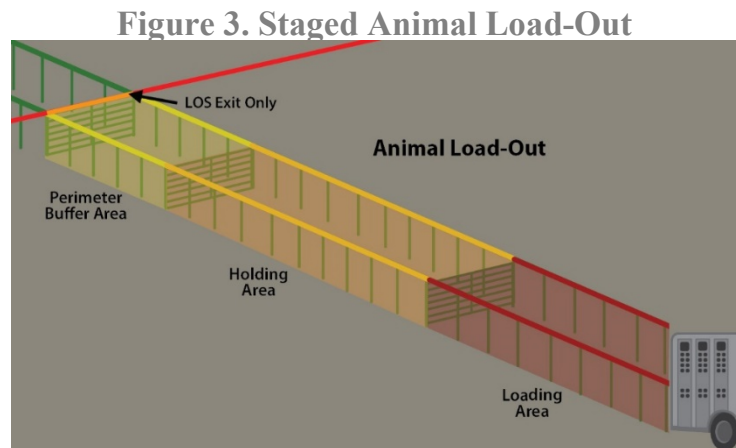 Figure 3. Staged Animal Load-Out
LOS Exit Only
Animal Load-Out
Perimeter
Buffer Area
Holding
Area
Loading
Area